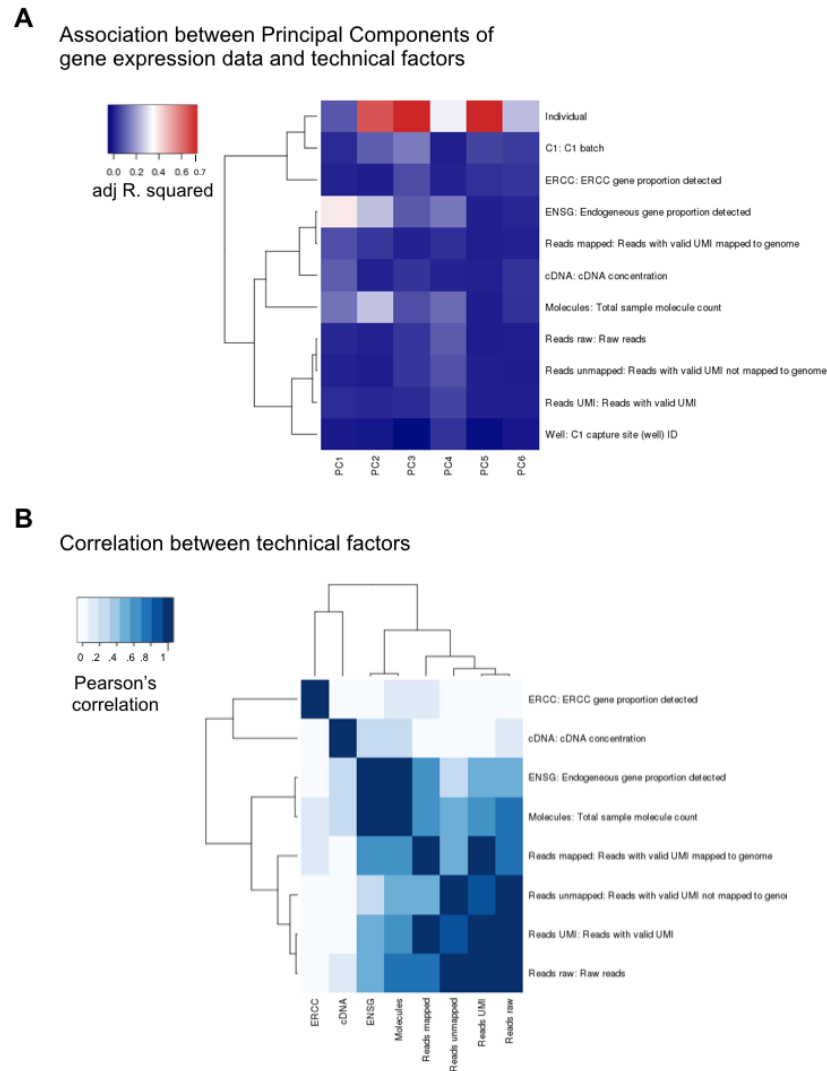 A
Association between Principal Components of
gene expression data and technical factors
0.0 0.2 0.4 0.6 0.7
adj R. squared
Individual
C1: C1 batch
ERCC: ERCC gene proportion detected
ENSG: Endogeneous gene proportion detected
Reads mapped: Reads with valid UMI mapped to genome
cDNA: cDNA concentration
Molecules: Total sample molecule count
Reads raw: Raw reads
Reads unmapped: Reads with valid UMI not mapped to genome
Reads UMI: Reads with valid UMI
Well: C1 capture site (well) ID
PC1 PC2 PC3 PC4 PC5 PC6
B
Correlation between technical factors
0 .2 .4 .6 .8 1
Pearson's
correlation
ERCC: ERCC gene proportion detected
cDNA: cDNA concentration
ENSG: Endogeneous gene proportion detected
Molecules: Total sample molecule count
Reads mapped: Reads with valid UMI mapped to genome
Reads unmapped: Reads with valid UMI not mapped to geno
Reads UMI: Reads with valid UMI
Reads raw: Raw reads
ERCC cDNA ENSG Molecules Reads mapped Reads unmapped Reads UMI Reads raw